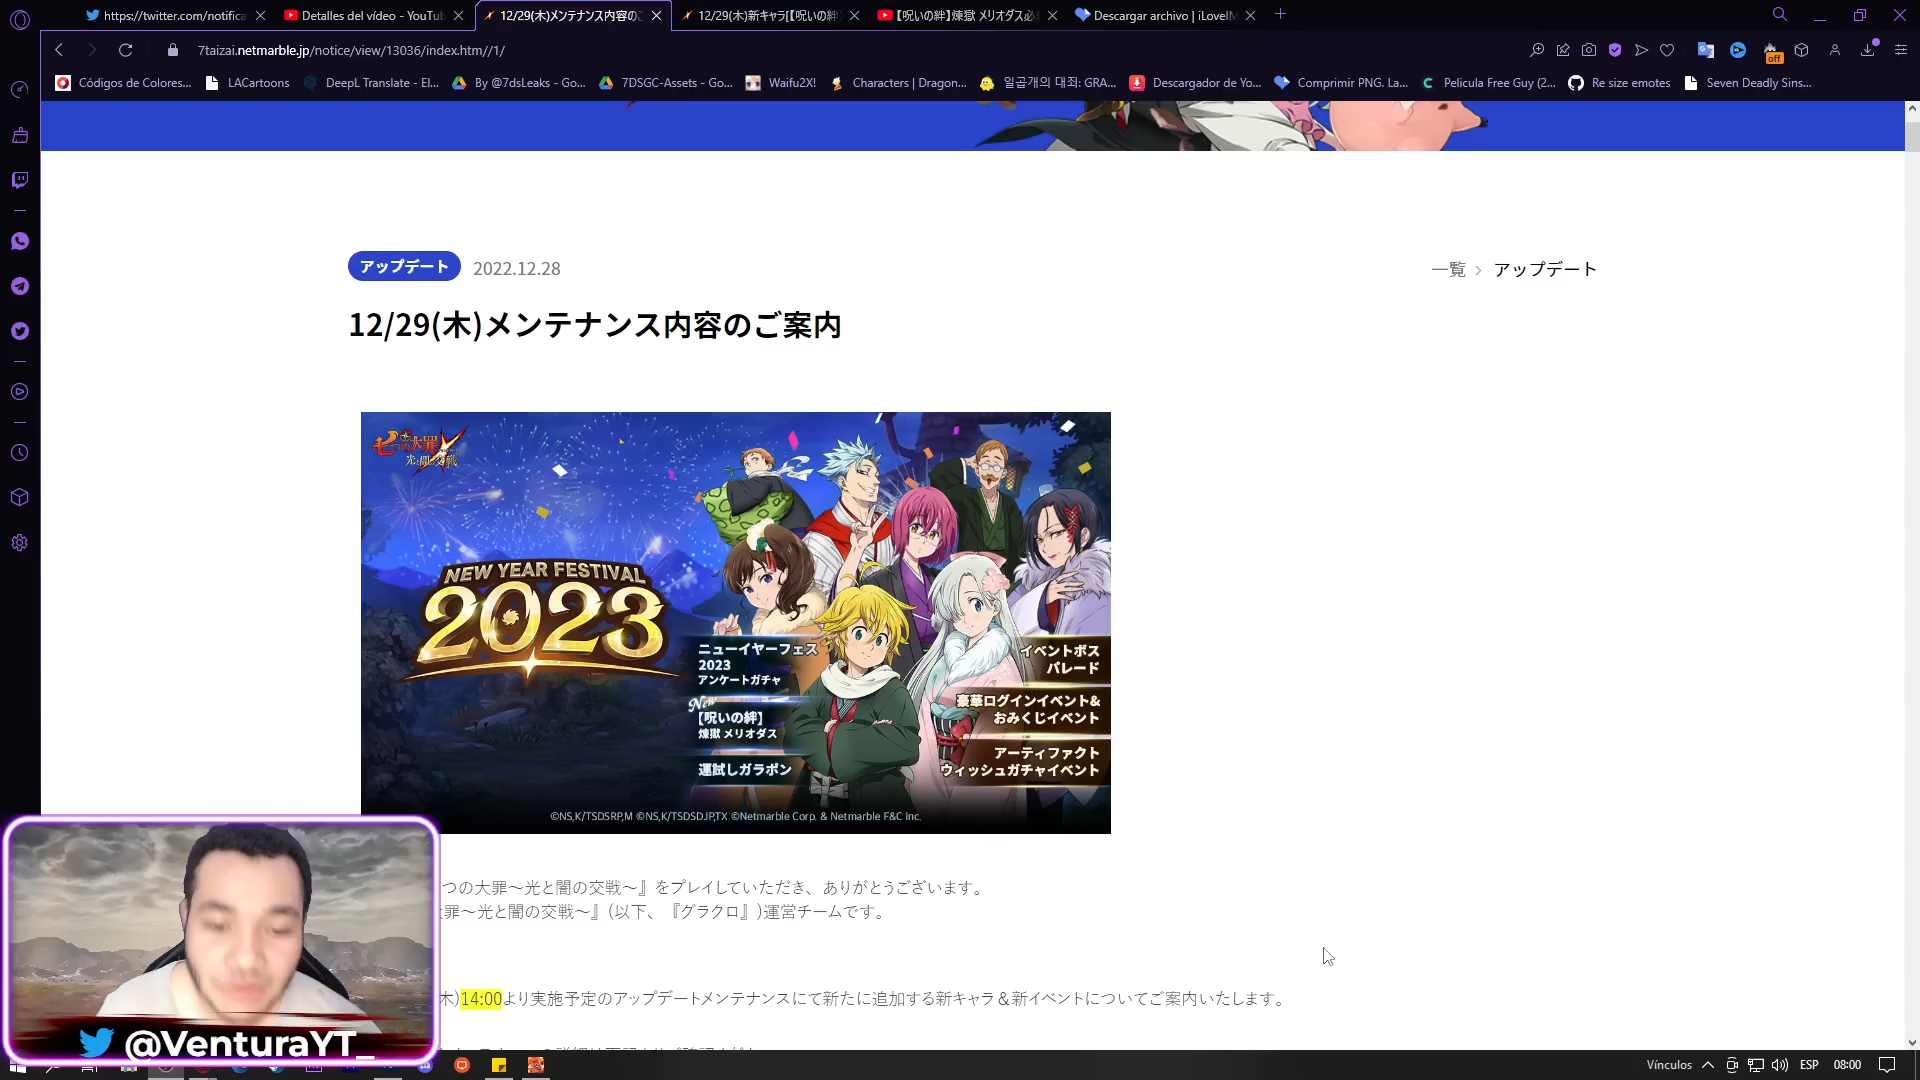 https://twitter.com/notifica
Detalles del vídeo - YouTub
12/29(木)メンテナンス内容のこ
12/29(木)新キャラ[【呪いの絆】
【呪いの絆】煉獄 メリオダス必
Descargar archivo | iLoveIM
7taizai.netmarble.jp/notice/view/13036/index.htm//1/
off
Códigos de Colores...
LACartoons
DeepL Translate - El...
By @7dsLeaks - Go...
7DSGC-Assets - Go...
Waifu2X!
Characters | Dragon...
일곱개의 대죄: GRA...
Descargador de Yo...
Comprimir PNG. La...
Pelicula Free Guy (2...
Re size emotes
Seven Deadly Sins...
アップデート
2022.12.28
一覧 > アップデート
12/29(木)メンテナンス内容のご案内
七つの大罪
光と闇の交戦
NEW YEAR FESTIVAL
2023
ニューイヤーフェス
2023
アンケートガチャ
New
【呪いの絆】
煉獄 メリオダス
運試しガラポン
イベントボス
パレード
豪華ログインイベント&
おみくじイベント
アーティファクト
ウィッシュガチャイベント
©NS,K/TSDSRP,M ©NS,K/TSDSDJP,TX ©Netmarble Corp. & Netmarble F&C Inc.
つの大罪～光と闇の交戦～』をプレイしていただき、ありがとうございます。
大罪～光と闇の交戦～』(以下、『グラクロ』)運営チームです。
木)14:00より実施予定のアップデートメンテナンスにて新たに追加する新キャラ＆新イベントについてご案内いたします。
@VenturaYT_
Vínculos
ESP
08:00